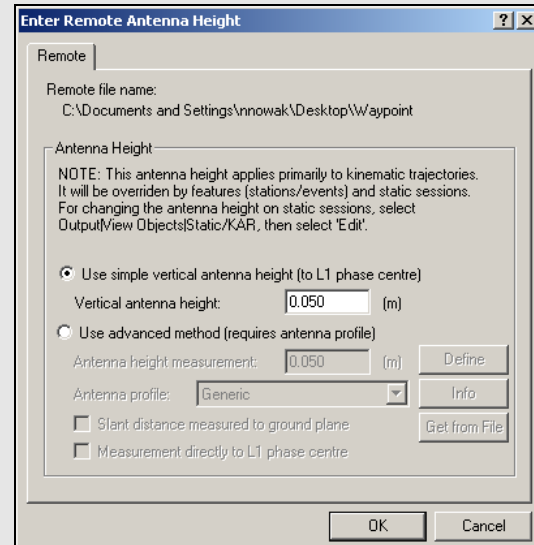 Enter Remote Antenna Height
Remote
Remote file name:
C:\Documents and Settings\nnowak\Desktop\Waypoint
Antenna Height
NOTE: This antenna height applies primarily to kinematic trajectories.
It will be overriden by features (stations/events) and static sessions.
For changing the antenna height on static sessions, select
Output|View Objects|Static/KAR, then select 'Edit'.
Use simple vertical antenna height (to L1 phase centre)
Vertical antenna height: 0.050 (m)
Use advanced method (requires antenna profile)
Antenna height measurement: 0.050 (m) Define
Antenna profile: Generic Info
Slant distance measured to ground plane Get from File
Measurement directly to L1 phase centre
OK Cancel